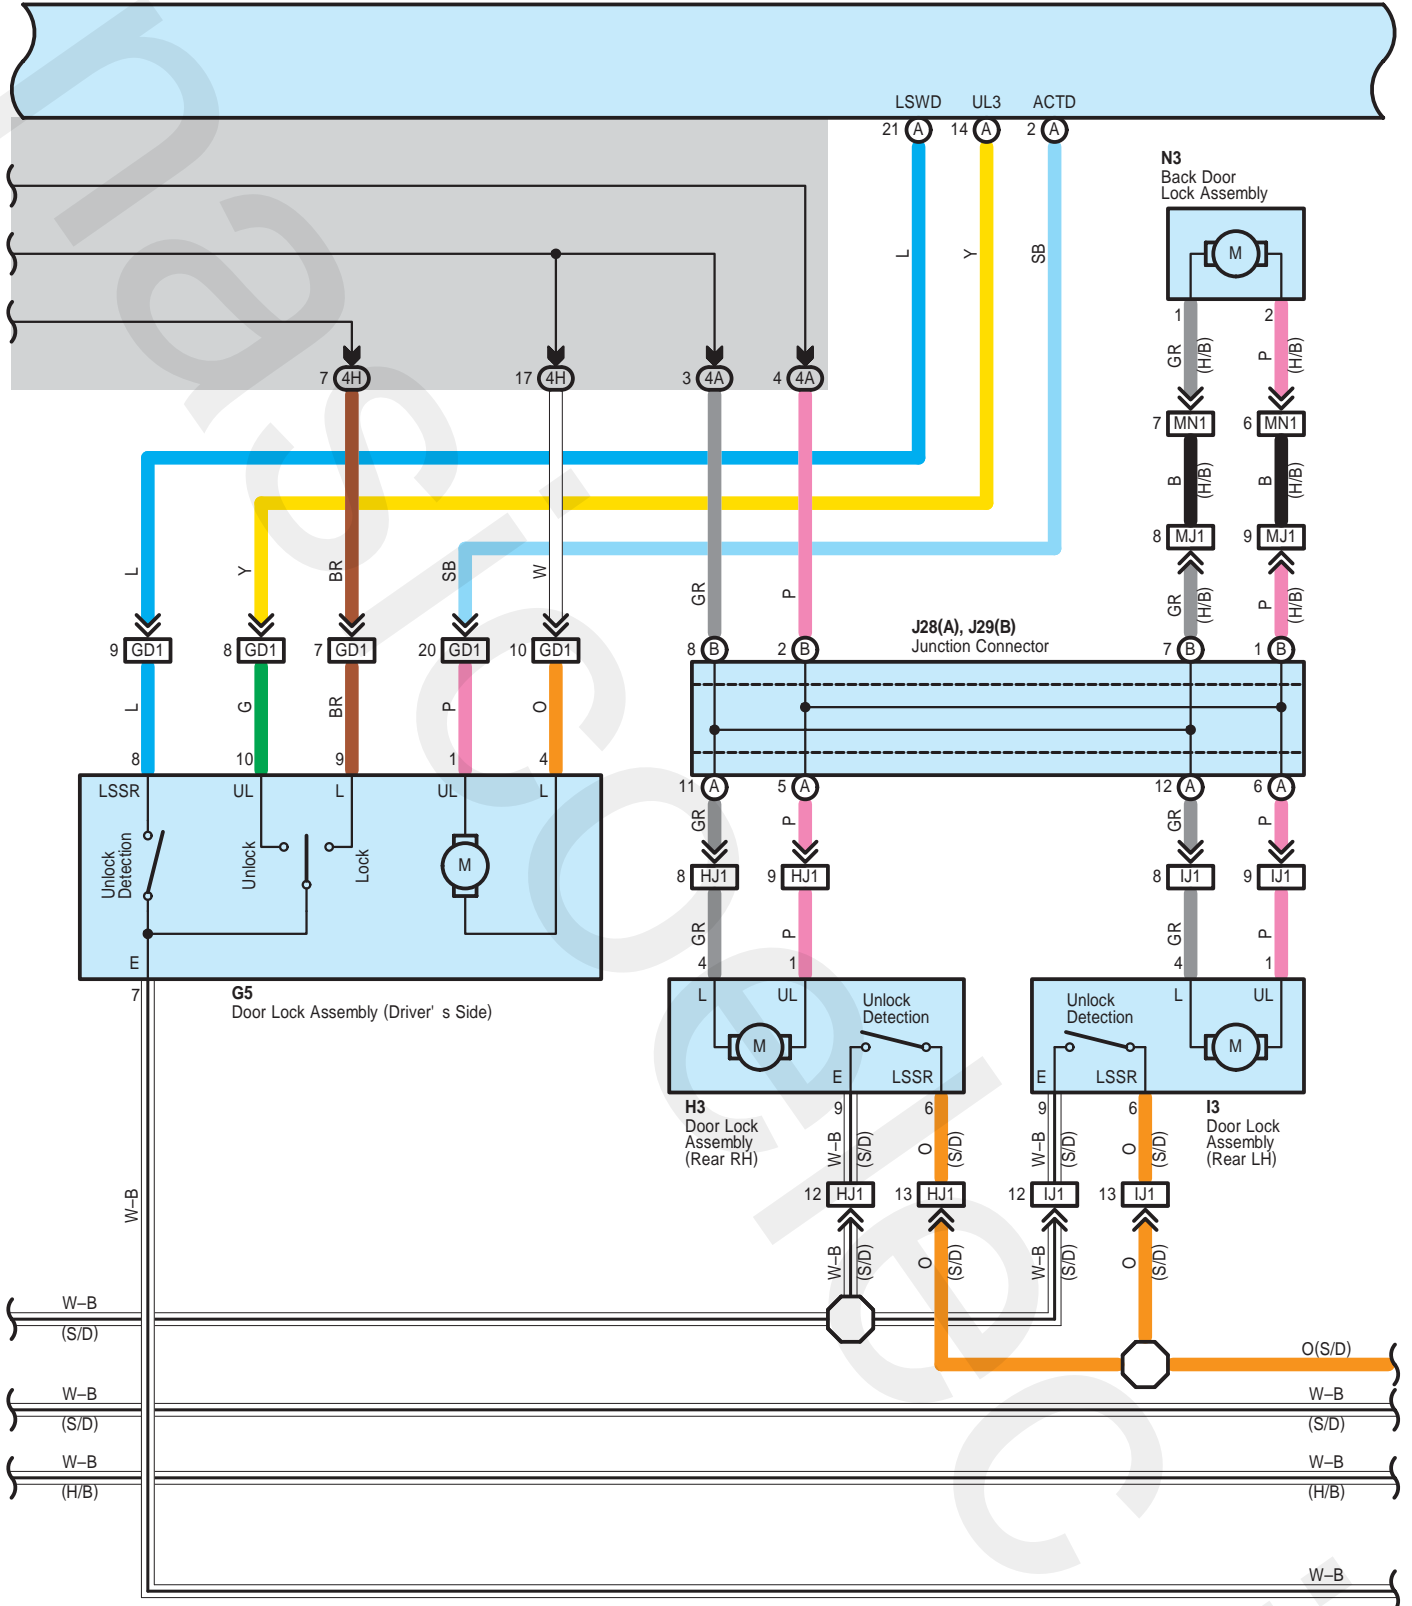 LSWD UL3 ACTD
21 A 14 A 2 A
N3
Back Door
Lock Assembly
M
L Y SB
1 2
GR (H/B) P (H/B)
7 4H 17 4H 3 4A 4 4A
7 MN1 6 MN1
B (H/B) B (H/B)
8 MJ1 9 MJ1
L Y BR SB W GR P
GR (H/B) P (H/B)
J28(A), J29(B)
Junction Connector
9 GD1 8 GD1 7 GD1 20 GD1 10 GD1
8 B 2 B 7 B 1 B
L G BR P O
8 10 9 1 4
11 A 5 A 12 A 6 A
LSSR UL L UL L
GR P GR P
Unlock
Detection
Unlock
Lock
M
8 HJ1 9 HJ1 8 IJ1 9 IJ1
GR P GR P
E
4 1 4 1
7
G5
Door Lock Assembly (Driver' s Side)
L UL
Unlock
Detection
M
E LSSR
Unlock
Detection
L UL
M
E LSSR
H3
Door Lock
Assembly
(Rear RH)
9 6 9 6
I3
Door Lock
Assembly
(Rear LH)
W–B (S/D) O (S/D) W–B (S/D) O (S/D)
12 HJ1 13 HJ1 12 IJ1 13 IJ1
W–B
W–B (S/D) O (S/D) W–B (S/D) O (S/D)
W–B
(S/D)
O(S/D)
W–B W–B
(S/D) (S/D)
W–B W–B
(H/B) (H/B)
W–B